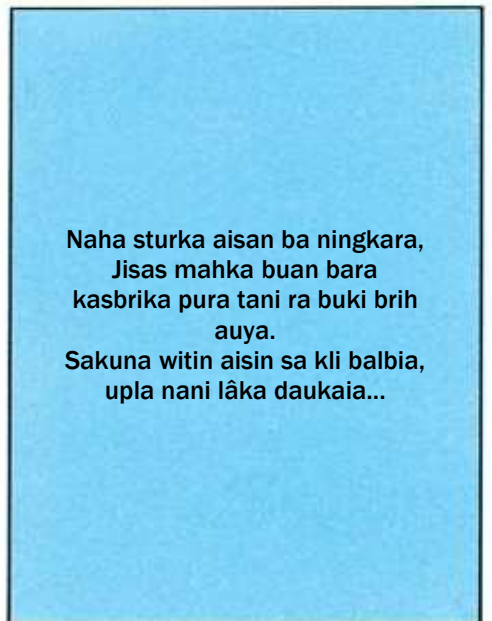 Naha sturka aisan ba ningkara,
Jisas mahka buan bara
kasbrika pura tani ra buki brih
auya.
Sakuna witin aisin sa kli balbia,
upla nani lâka daukaia...